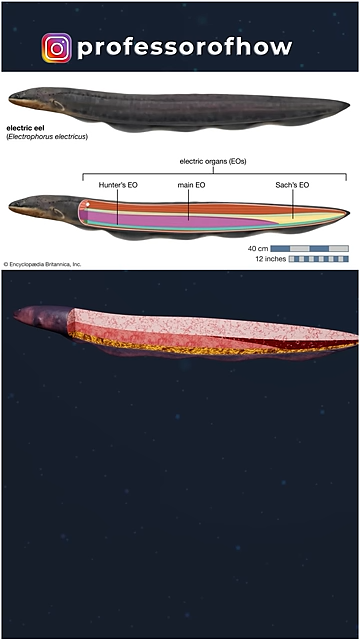 professorofhow
electric eel
(Electrophorus electricus)
electric organs (EOs)
Hunter's EO main EO Sach's EO
40 cm
12 inches
© Encyclopædia Britannica, Inc.